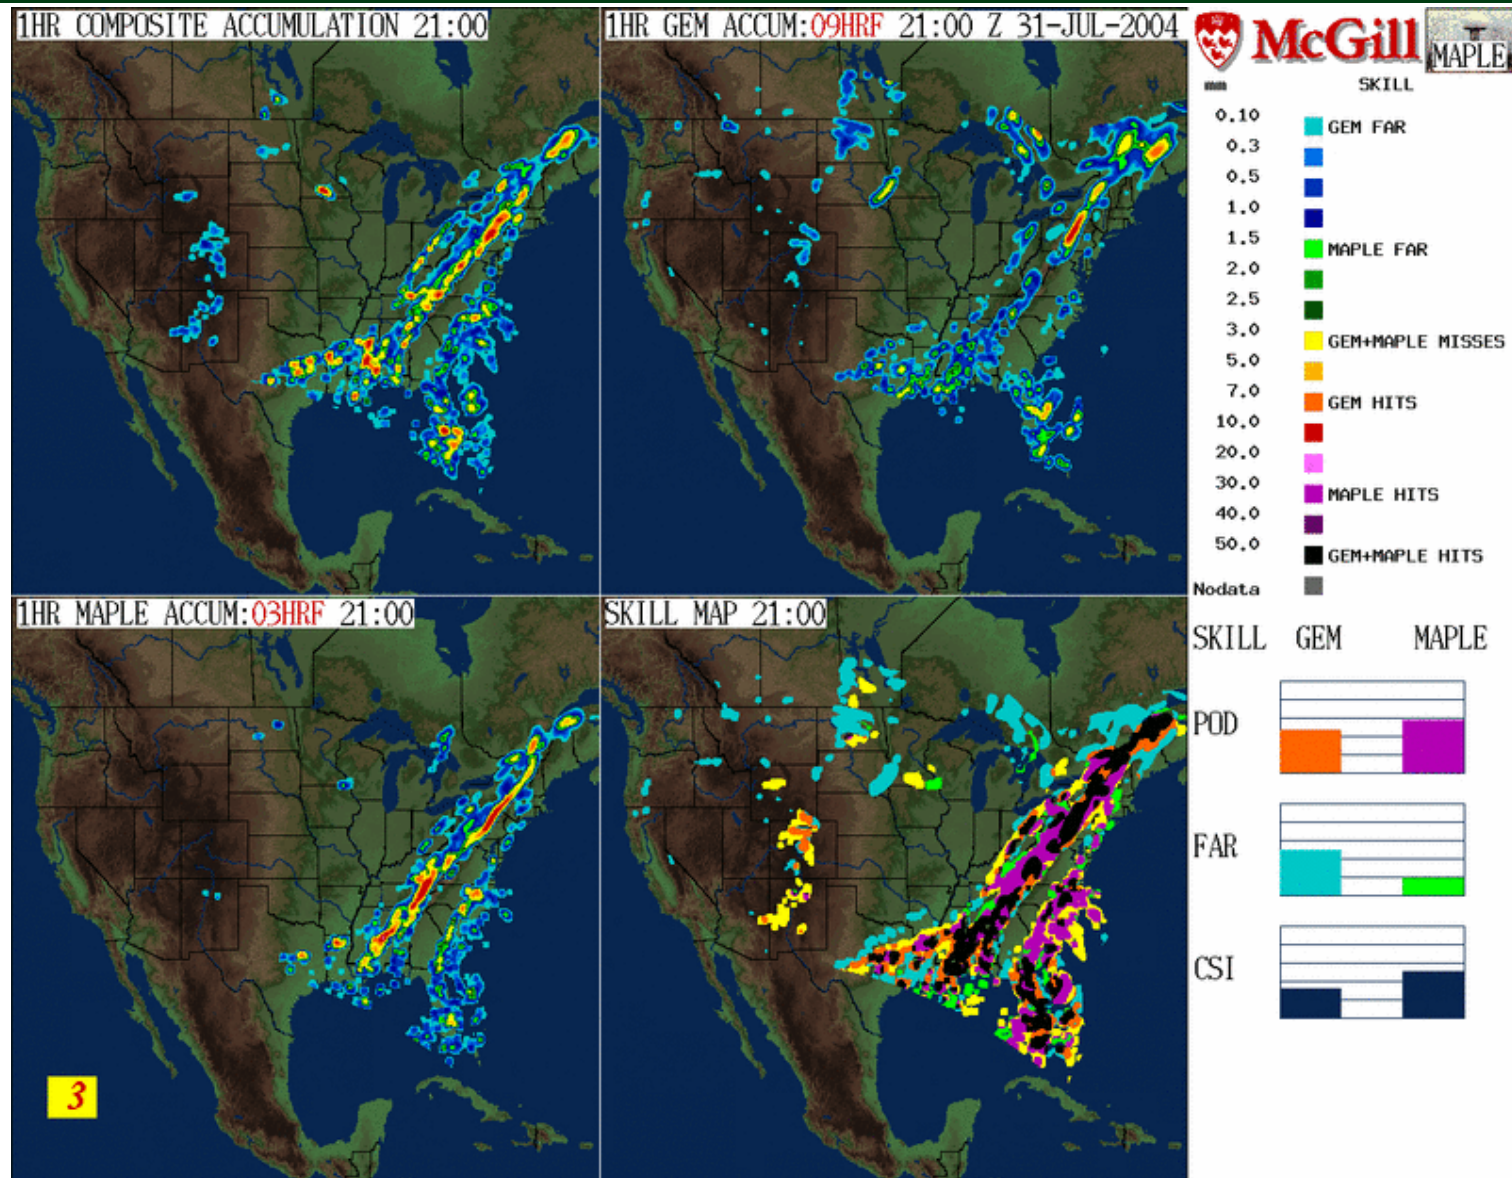 1HR COMPOSITE ACCUMULATION 21:00
1HR GEM ACCUM:09HRF 21:00 Z 31-JUL-2004
McGill
MAPLE
mm
SKILL
0.10
GEM FAR
0.3
0.5
1.0
1.5
MAPLE FAR
2.0
2.5
3.0
GEM+MAPLE MISSES
5.0
7.0
GEM HITS
10.0
20.0
30.0
MAPLE HITS
40.0
50.0
GEM+MAPLE HITS
Nodata
1HR MAPLE ACCUM:03HRF 21:00
SKILL MAP 21:00
SKILL GEM MAPLE
POD
FAR
CSI
3